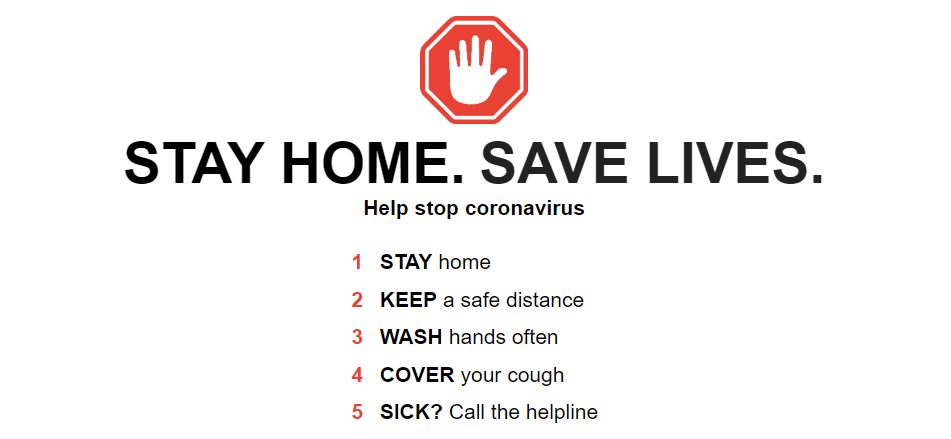 STAY HOME. SAVE LIVES.
Help stop coronavirus
1 STAY home
2 KEEP a safe distance
3 WASH hands often
4 COVER your cough
5 SICK? Call the helpline